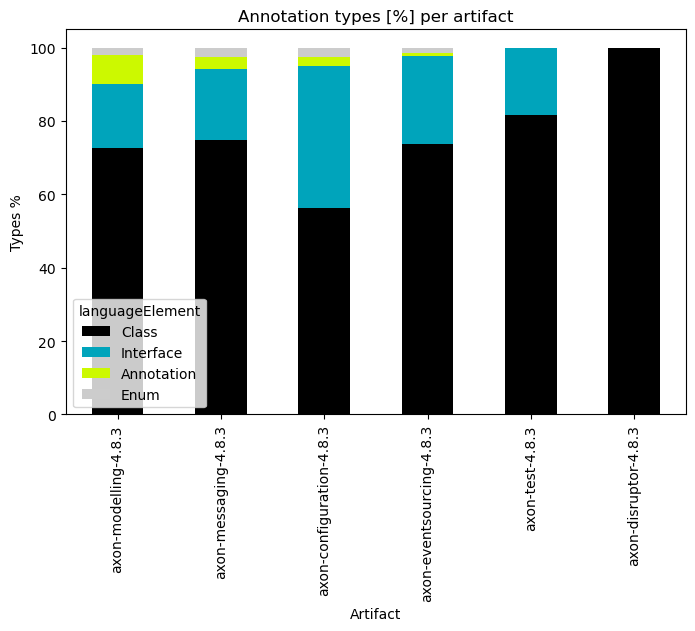 Annotation types [%] per artifact
Types %
100
80
60
40
20
0
languageElement
Class
Interface
Annotation
Enum
axon-modelling-4.8.3
axon-messaging-4.8.3
axon-configuration-4.8.3
axon-eventsourcing-4.8.3
axon-test-4.8.3
axon-disruptor-4.8.3
Artifact